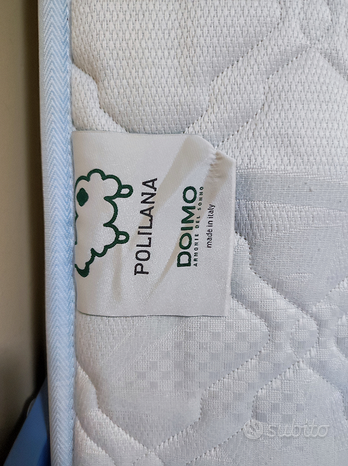 POLILANA
DOIMO
ARMONIE DEL SONNO
made in italy
subito